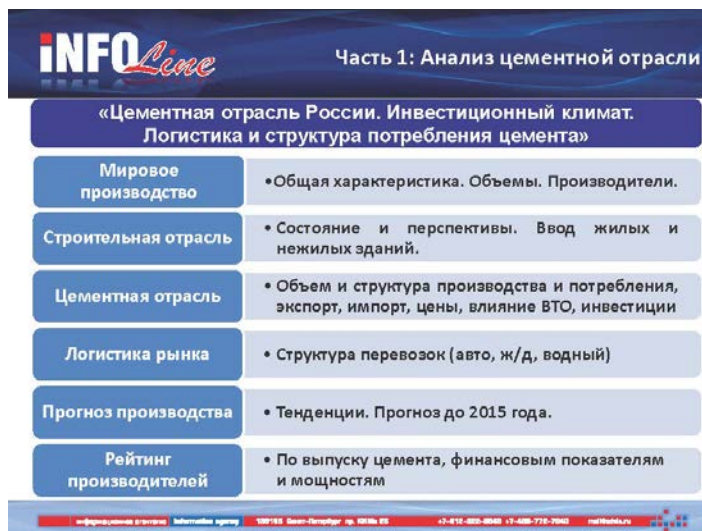 iNFOLine
Часть 1: Анализ цементной отрасли
«Цементная отрасль России. Инвестиционный климат.
Логистика и структура потребления цемента»
Мировое
производство
•Общая характеристика. Объемы. Производители.
Строительная отрасль
• Состояние и перспективы. Ввод жилых и
нежилых зданий.
Цементная отрасль
• Объем и структура производства и потребления,
экспорт, импорт, цены, влияние ВТО, инвестиции
Логистика рынка
• Структура перевозок (авто, ж/д, водный)
Прогноз производства
• Тенденции. Прогноз до 2015 года.
Рейтинг
производителей
• По выпуску цемента, финансовым показателям
и мощностям
information agency